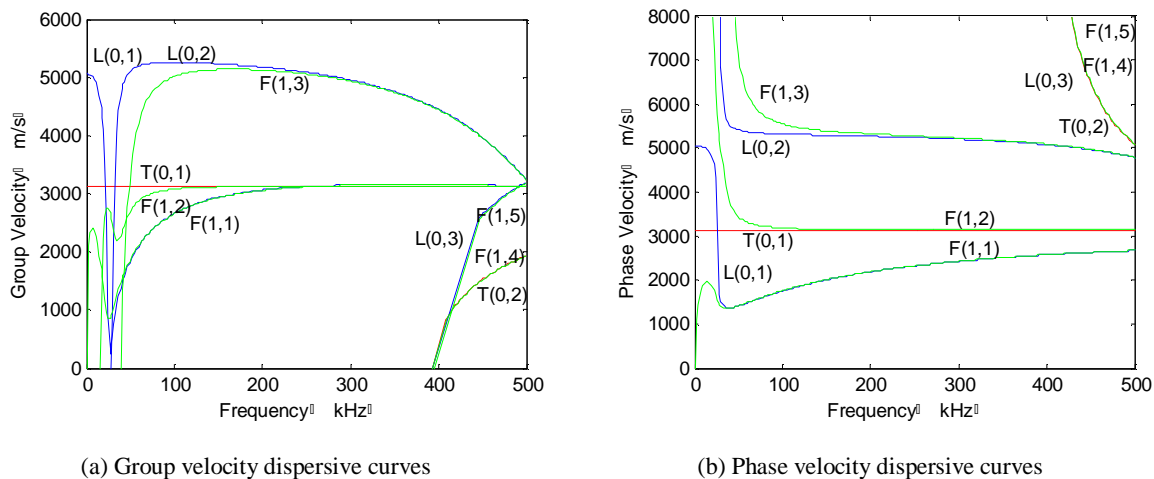 6000
5000
4000
3000
2000
1000
0
Group Velocity m/s
L(0,1)
L(0,2)
F(1,3)
T(0,1)
F(1,2)
F(1,1)
L(0,3)
F(1,5)
F(1,4)
T(0,2)
0 100 200 300 400 500
Frequency kHz
(a) Group velocity dispersive curves
8000
7000
6000
5000
4000
3000
2000
1000
0
Phase Velocity m/s
F(1,5)
F(1,4)
L(0,3)
T(0,2)
F(1,3)
L(0,2)
F(1,2)
T(0,1)
F(1,1)
L(0,1)
0 100 200 300 400 500
Frequency kHz
(b) Phase velocity dispersive curves